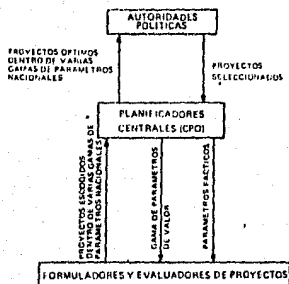 AUTORIDADES
POLITICAS
PROYECTOS OPTIMOS
DENTRO DE VARIAS
GAMAS DE PARAMETROS
NACIONALES
PROYECTOS
SELECCIONADOS
PLANIFICADORES
CENTRALES (CPO)
PROYECTOS ESCOGIDOS
DENTRO DE VARIAS GAMAS DE
PARAMETROS NACIONALES
GAMA DE PARAMETROS
DE VALOR
PARAMETROS FACTICOS
FORMULADORES Y EVALUADORES DE PROYECTOS